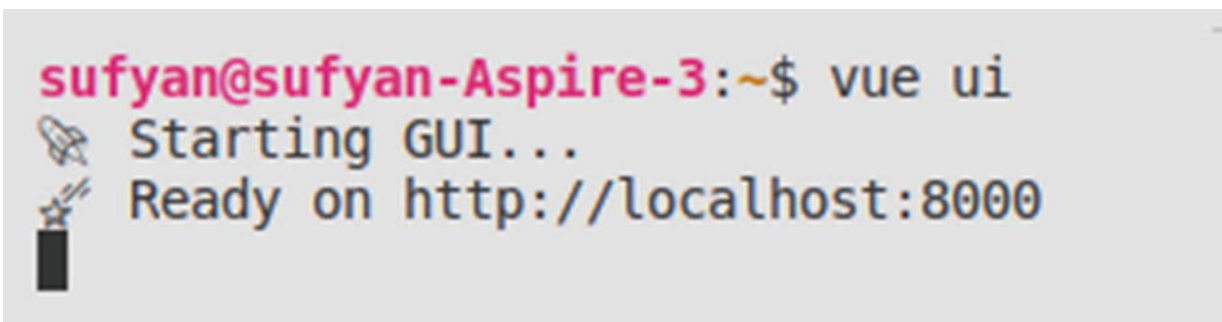 sufyan@sufyan-Aspire-3:~$ vue ui
🚀 Starting GUI...
🌠 Ready on http://localhost:8000